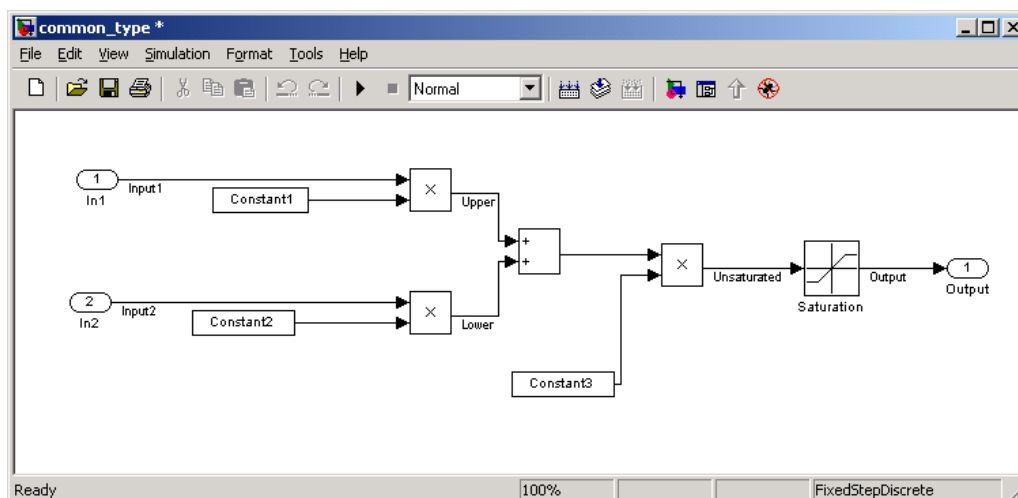 common_type *
File Edit View Simulation Format Tools Help
Normal
1
In1
Input1
Constant1
×
Upper
+
+
×
Unsaturated
Saturation
Output
1
Output
2
In2
Input2
Constant2
×
Lower
Constant3
Ready 100% FixedStepDiscrete